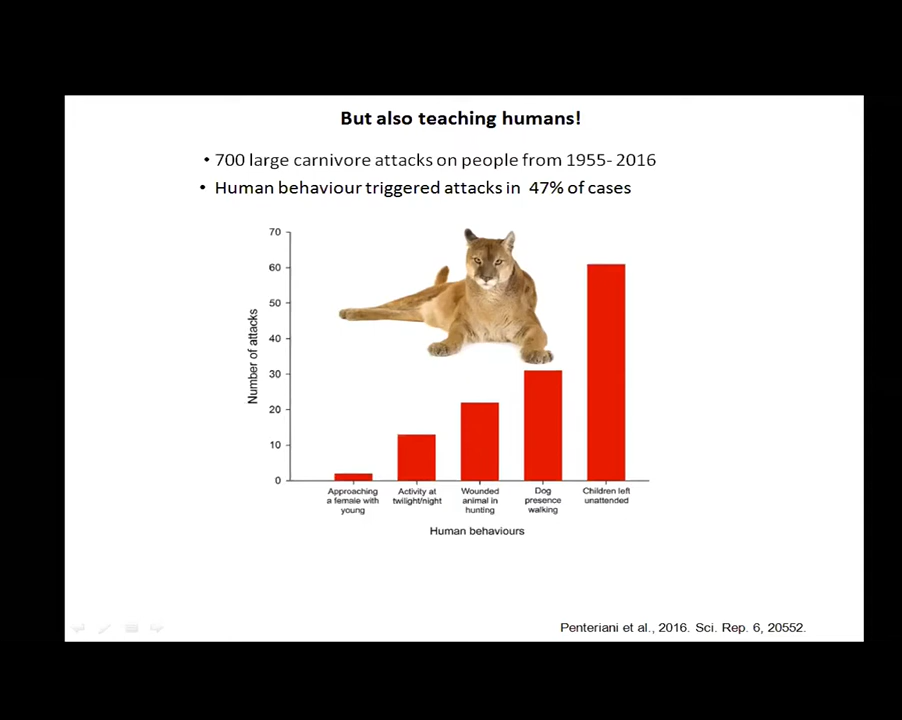 But also teaching humans!
• 700 large carnivore attacks on people from 1955- 2016
• Human behaviour triggered attacks in 47% of cases
70
60
50
40
30
20
10
0
Number of attacks
Approaching a female with young
Activity at twilight/night
Wounded animal in hunting
Dog presence walking
Children left unattended
Human behaviours
Penteriani et al., 2016. Sci. Rep. 6, 20552.